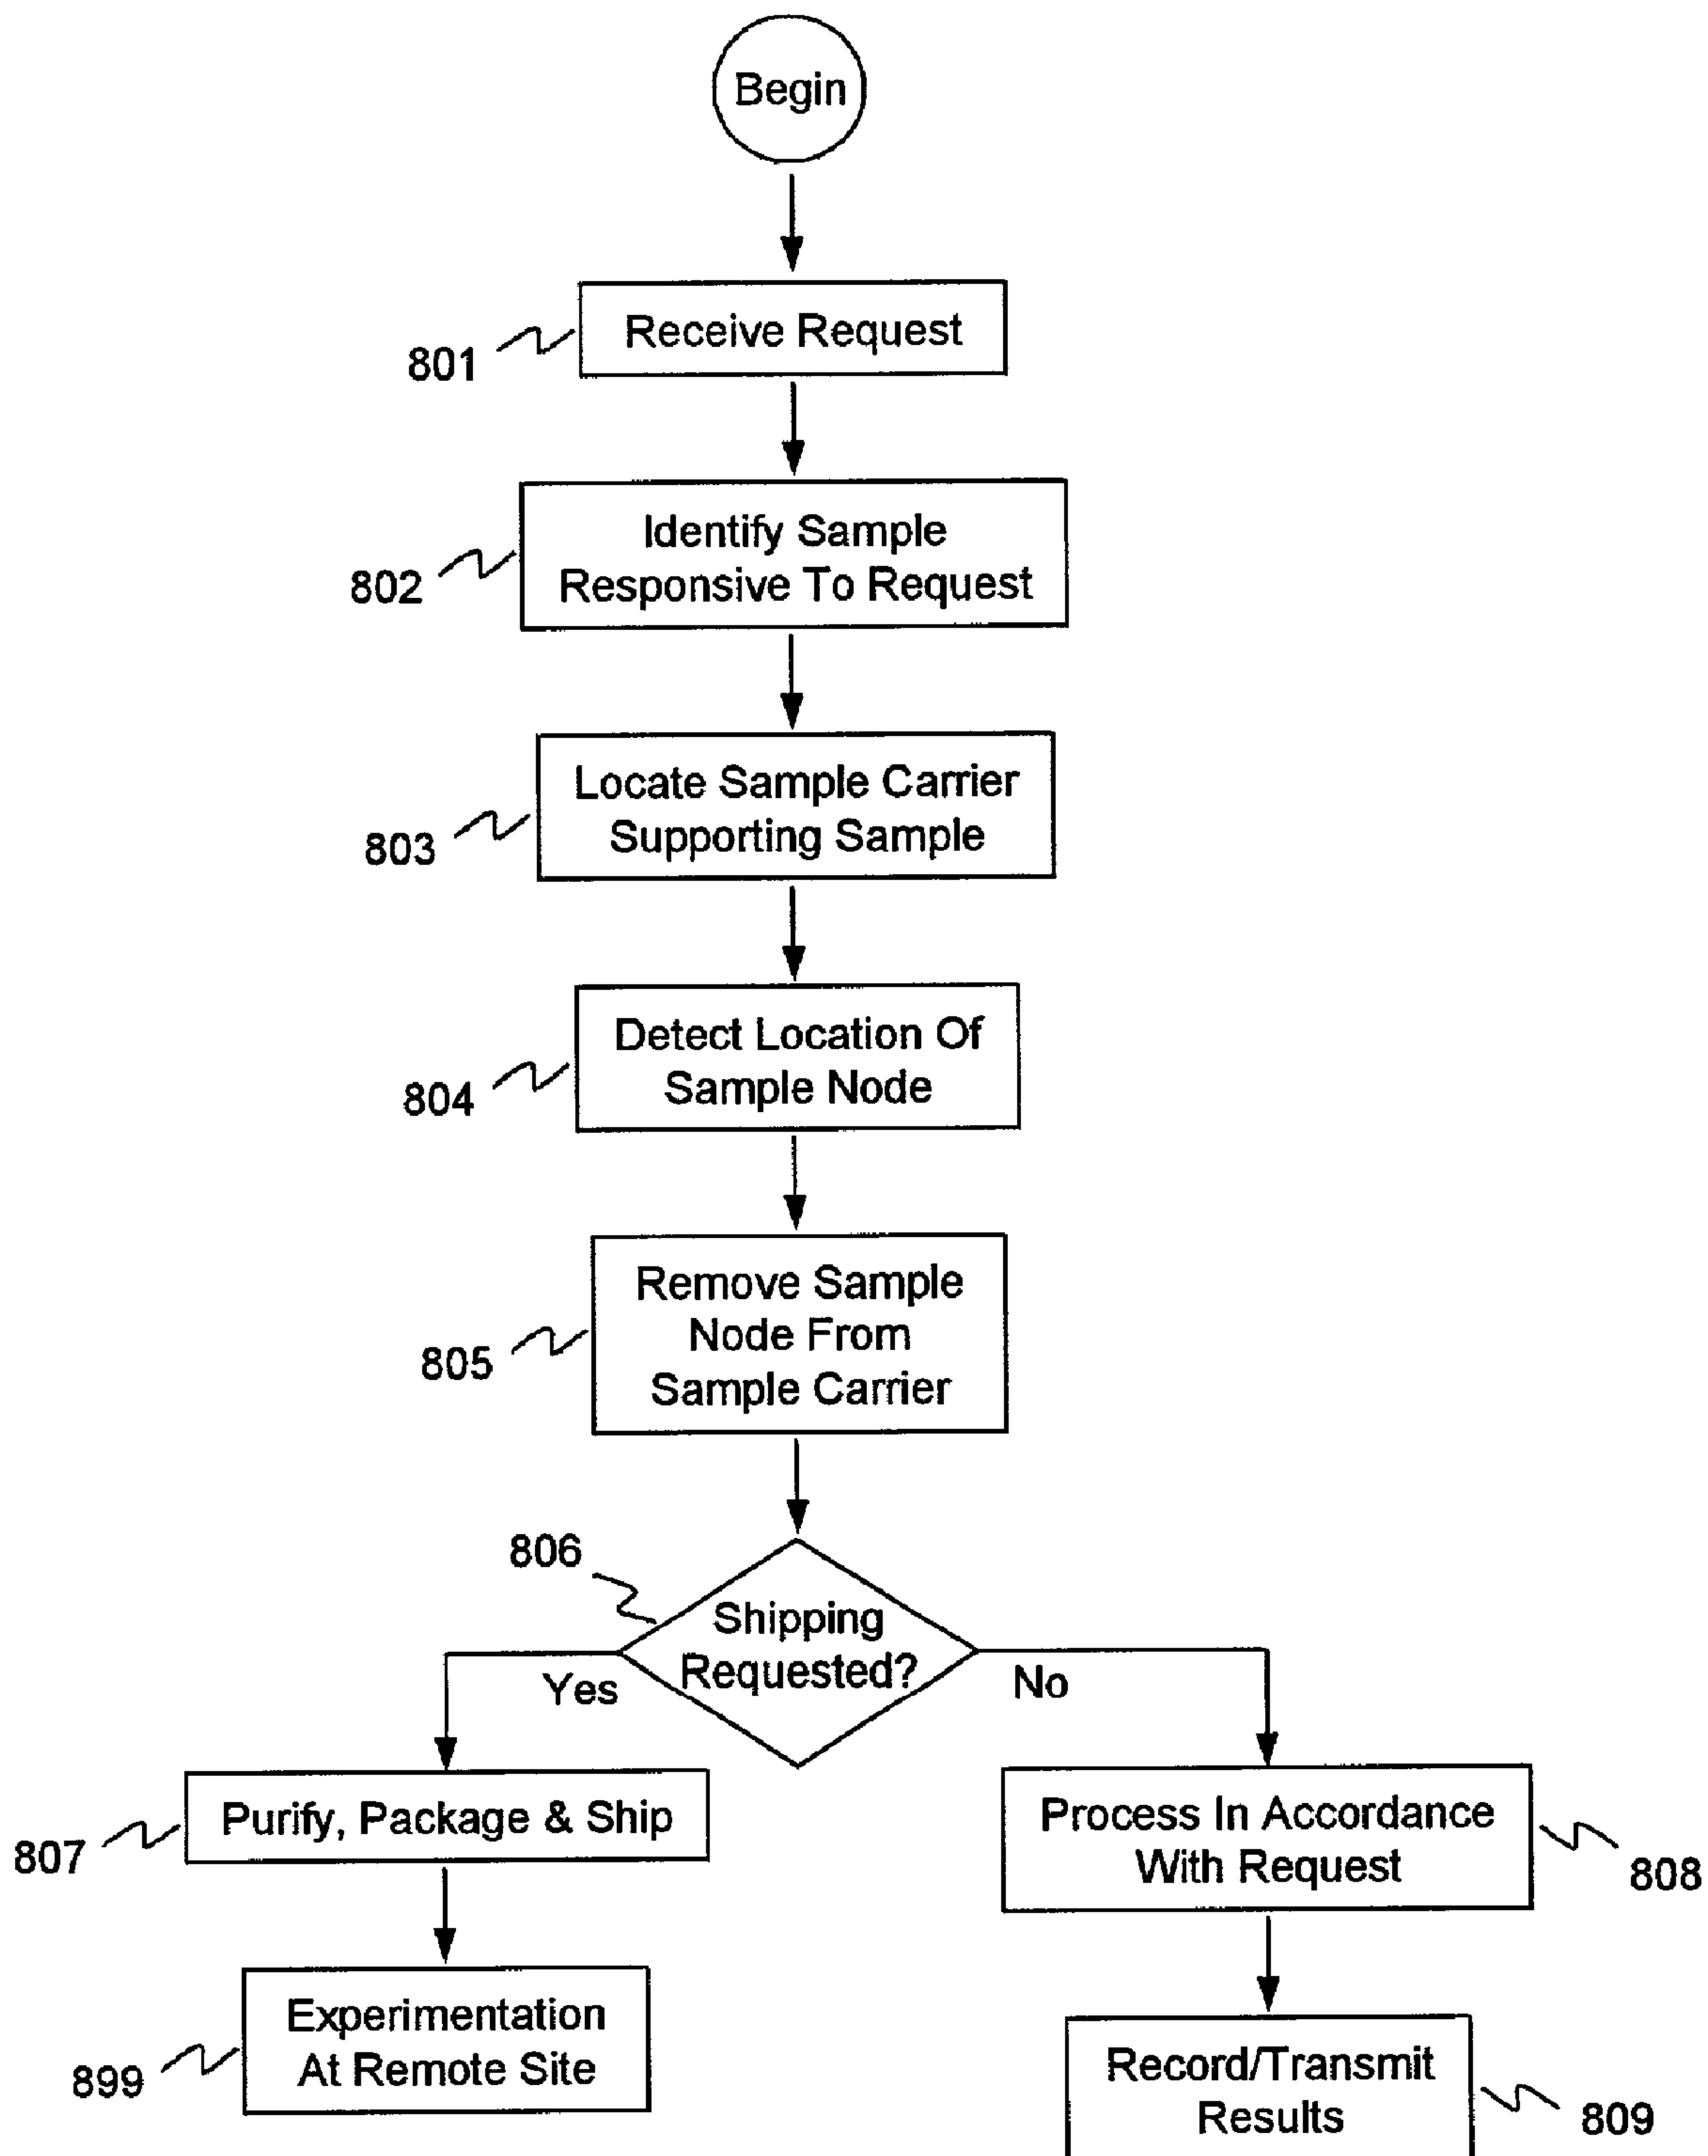 Begin
Receive Request
801
Identify Sample
Responsive To Request
802
Locate Sample Carrier
Supporting Sample
803
Detect Location Of
Sample Node
804
Remove Sample
Node From
Sample Carrier
805
806
Shipping
Requested?
Yes
No
Purify, Package & Ship
807
Process In Accordance
With Request
808
Experimentation
At Remote Site
899
Record/Transmit
Results
809